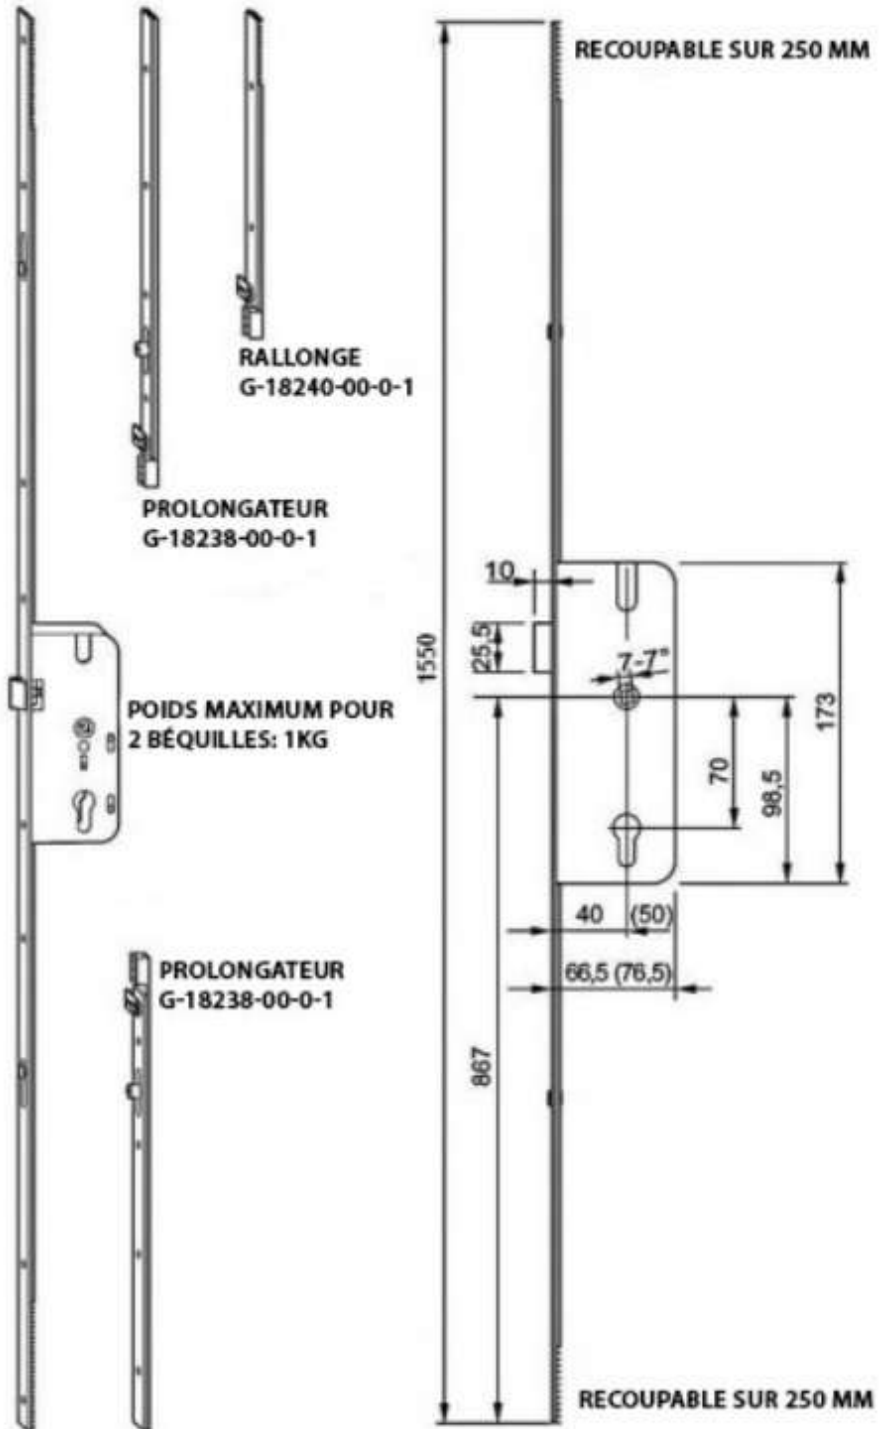 RECOUPABLE SUR 250 MM
RALLONGE
G-18240-00-0-1
PROLONGATEUR
G-18238-00-0-1
10
25,5
1550
7-7°
POIDS MAXIMUM POUR
2 BÉQUILLES: 1KG
70
98,5
173
40 (50)
66,5 (76,5)
PROLONGATEUR
G-18238-00-0-1
867
RECOUPABLE SUR 250 MM